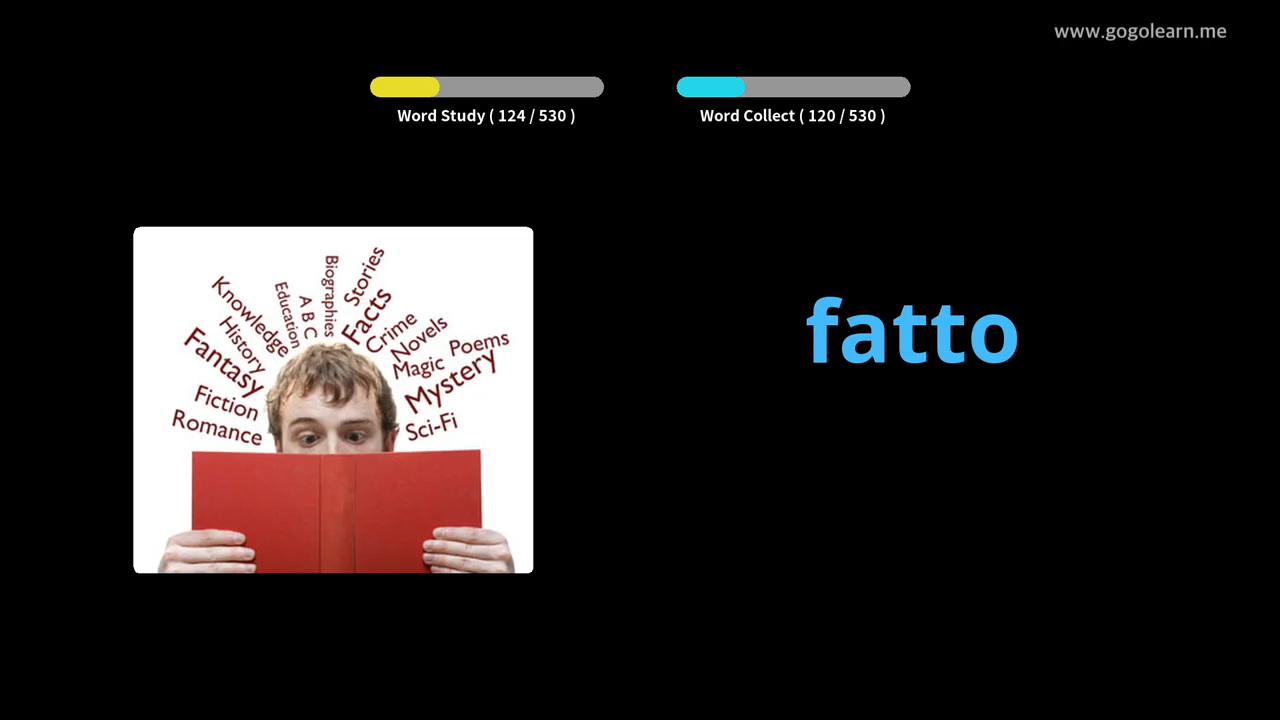 www.gogolearn.me
Word Study ( 124 / 530 )
Word Collect ( 120 / 530 )
Biographies
Stories
Education
A B C
Facts
Knowledge
Crime
History
Novels
Fantasy
Magic
Poems
Mystery
Fiction
Romance
Sci-Fi
fatto